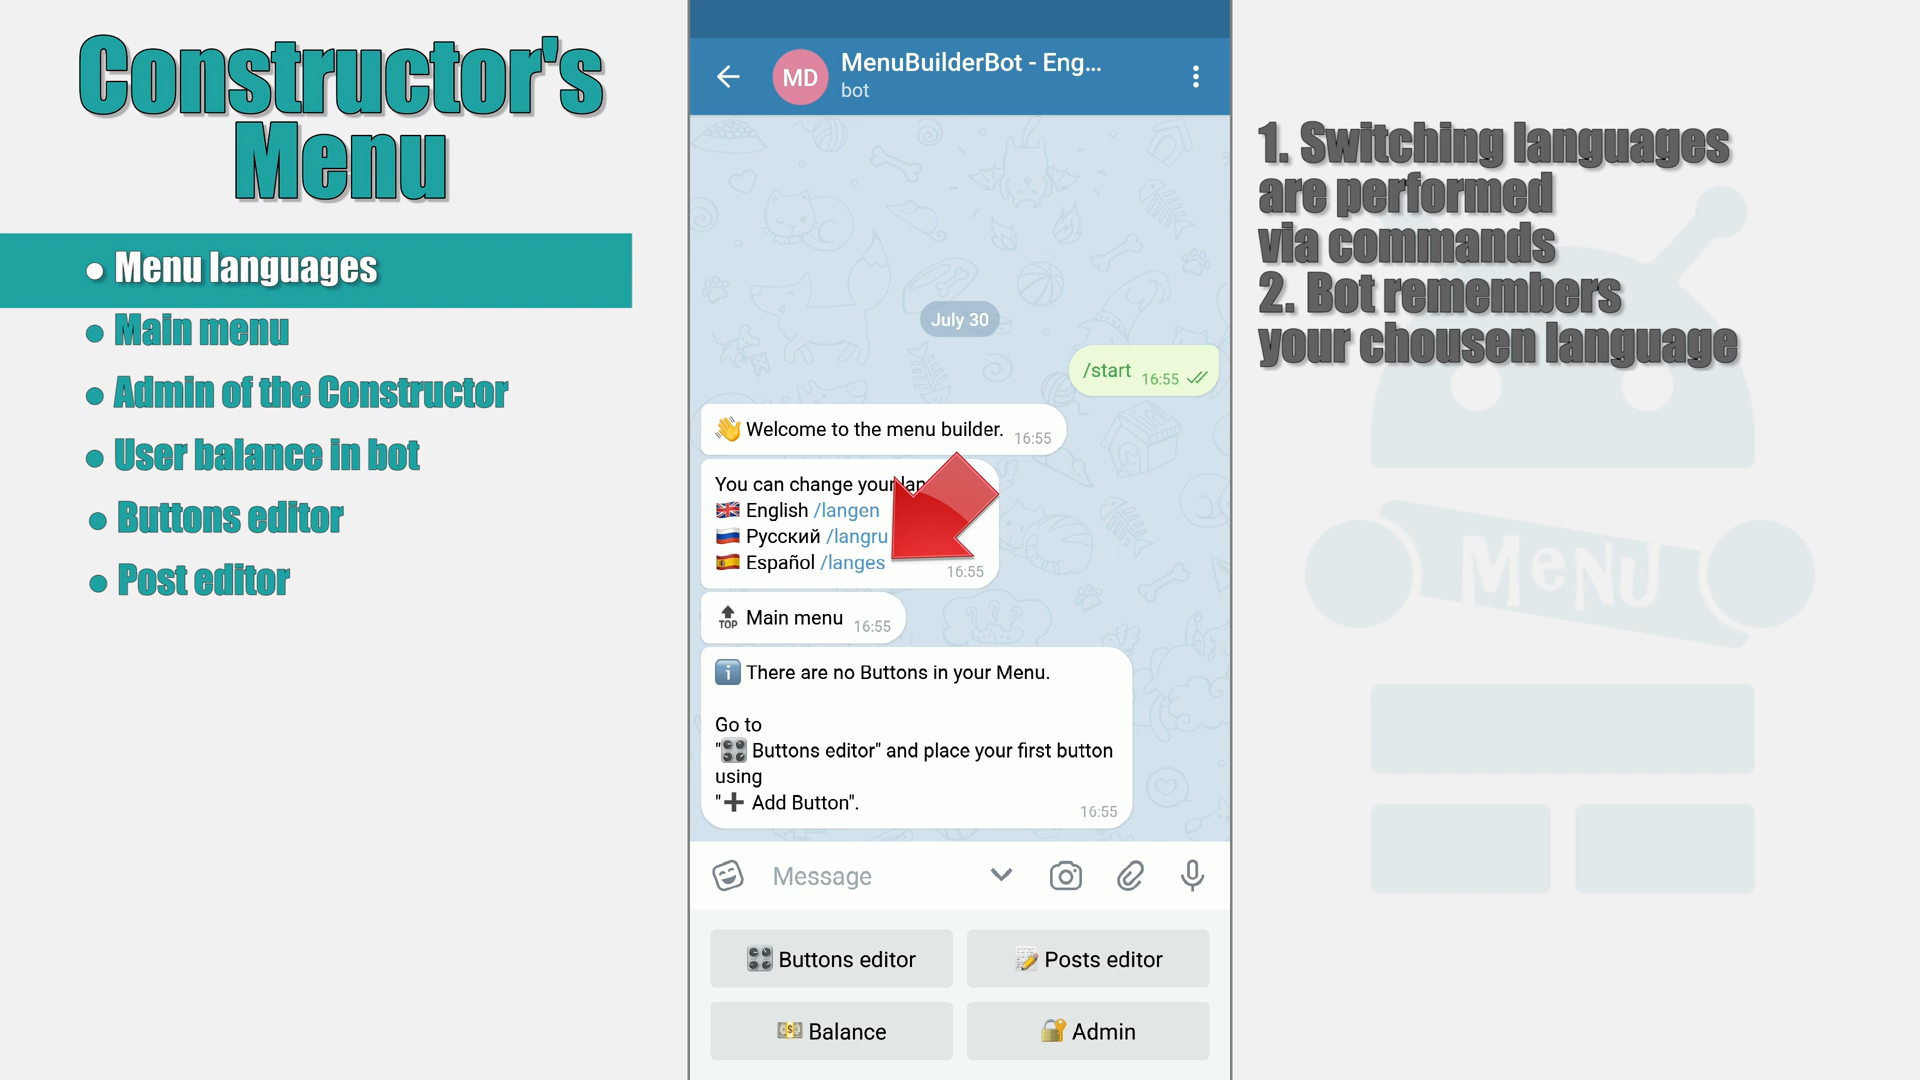 Constructor's
Menu
• Menu languages
• Main menu
• Admin of the Constructor
• User balance in bot
• Buttons editor
• Post editor
MD
MenuBuilderBot - Eng...
bot
July 30
/start 16:55
👋 Welcome to the menu builder. 16:55
You can change your
🇬🇧 English /langen
🇷🇺 Русский /langru
🇪🇸 Español /langes
16:55
TOP Main menu 16:55
There are no Buttons in your Menu.
Go to
"🎛 Buttons editor" and place your first button
using
"➕ Add Button".
16:55
Message
🎛 Buttons editor
📝 Posts editor
💵 Balance
🔐 Admin
1. Switching languages
are performed
via commands
2. Bot remembers
your chousen language
MeNU